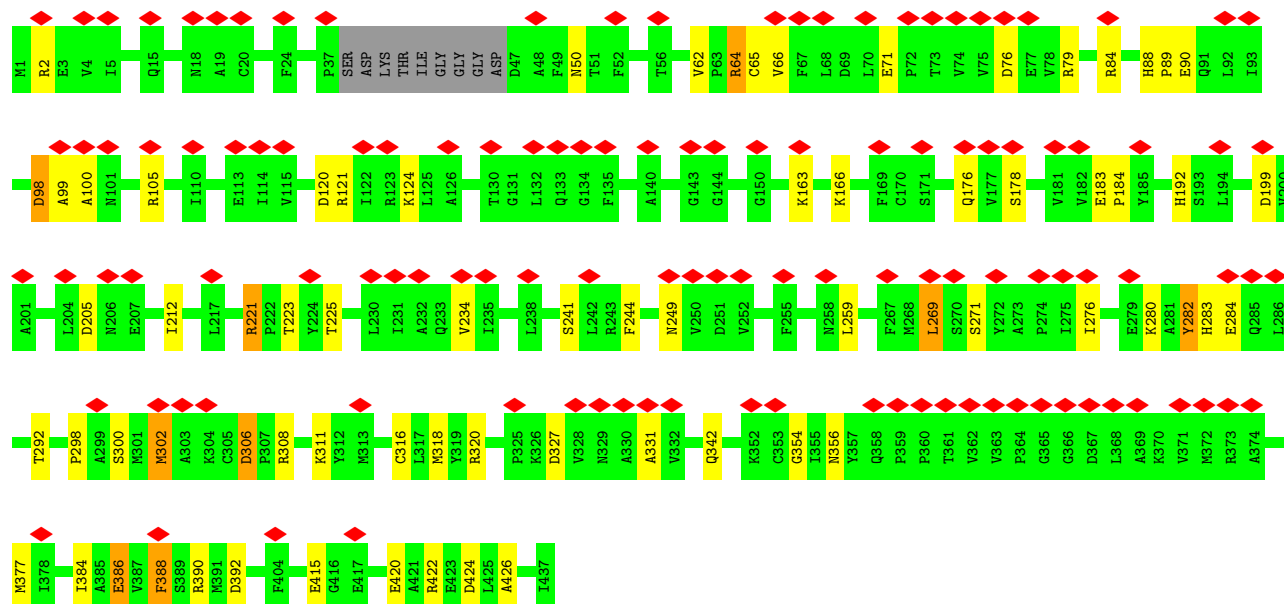 M1 R2 E3 V4 I5 Q15 N18 A19 C20 F24 P37 SER ASP LYS THR ILE GLY GLY GLY ASP D47 A48 F49 N50 T51 F52 T56 V62 P63 R64 C65 V66 F67 L68 D69 L70 E71 P72 T73 V74 V75 D76 E77 V78 R79 R84 H88 P89 E90 Q91 L92 I93
D98 A99 A100 N101 R105 I110 E113 I114 V115 D120 R121 I122 R123 K124 L125 A126 T130 G131 L132 Q133 G134 F135 A140 G143 G144 G150 K163 K166 F169 C170 S171 Q176 V177 S178 V181 V182 E183 P184 Y185 H192 S193 L194 D199 V200
A201 L204 D205 N206 E207 I212 L217 R221 P222 T223 Y224 T225 L230 I231 A232 Q233 V234 I235 L238 S241 L242 R243 F244 N249 V250 D251 V252 F255 N258 L259 F267 M268 L269 S270 S271 Y272 A273 P274 I275 I276 E279 K280 A281 Y282 H283 E284 Q285 L286
T292 P298 A299 S300 M301 M302 A303 K304 C305 D306 P307 R308 K311 Y312 M313 C316 L317 M318 Y319 R320 P325 K326 D327 V328 N329 A330 A331 V332 Q342 K352 C353 G354 I355 N356 Y357 Q358 P359 P360 T361 V362 V363 P364 G365 G366 D367 L368 A369 K370 V371 M372 R373 A374
M377 I378 I384 A385 E386 V387 F388 S389 R390 M391 D392 F404 E415 G416 E417 E420 A421 R422 E423 D424 L425 A426 I437